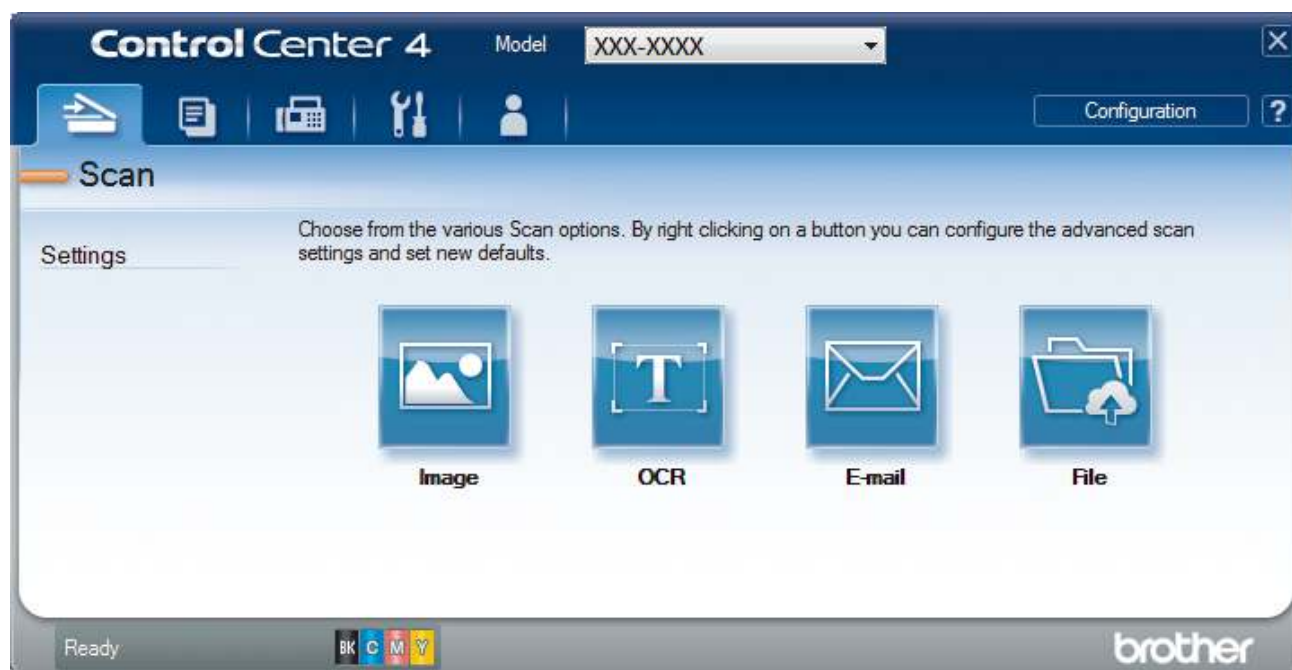 Control Center 4 Model XXX-XXXX
Configuration ?
Scan
Settings
Choose from the various Scan options. By right clicking on a button you can configure the advanced scan
settings and set new defaults.
T
Image OCR E-mail File
Ready BK C M Y brother